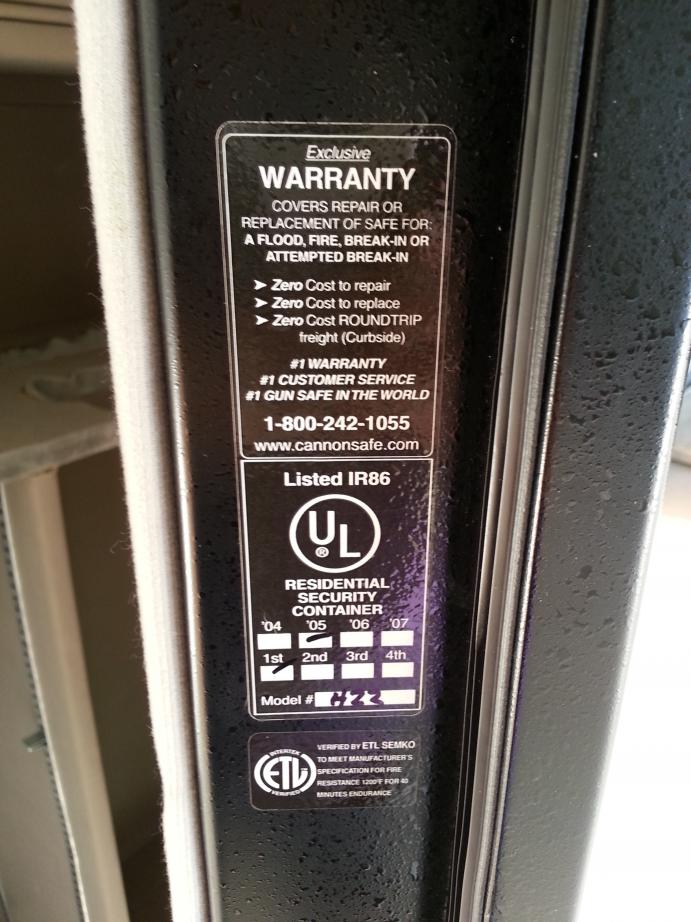 Exclusive
WARRANTY
COVERS REPAIR OR
REPLACEMENT OF SAFE FOR:
A FLOOD, FIRE, BREAK-IN OR
ATTEMPTED BREAK-IN
➤ Zero Cost to repair
➤ Zero Cost to replace
➤ Zero Cost ROUNDTRIP
freight (Curbside)
#1 WARRANTY
#1 CUSTOMER SERVICE
#1 GUN SAFE IN THE WORLD
1-800-242-1055
www.cannonsafe.com
Listed IR86
UL
®
RESIDENTIAL
SECURITY
CONTAINER
'04 '05 '06 '07
1st 2nd 3rd 4th
Model # H22
INTERTEK
ETL
VERIFIED
VERIFIED BY ETL SEMKO
TO MEET MANUFACTURER'S
SPECIFICATION FOR FIRE
RESISTANCE 1200°F FOR 40
MINUTES ENDURANCE